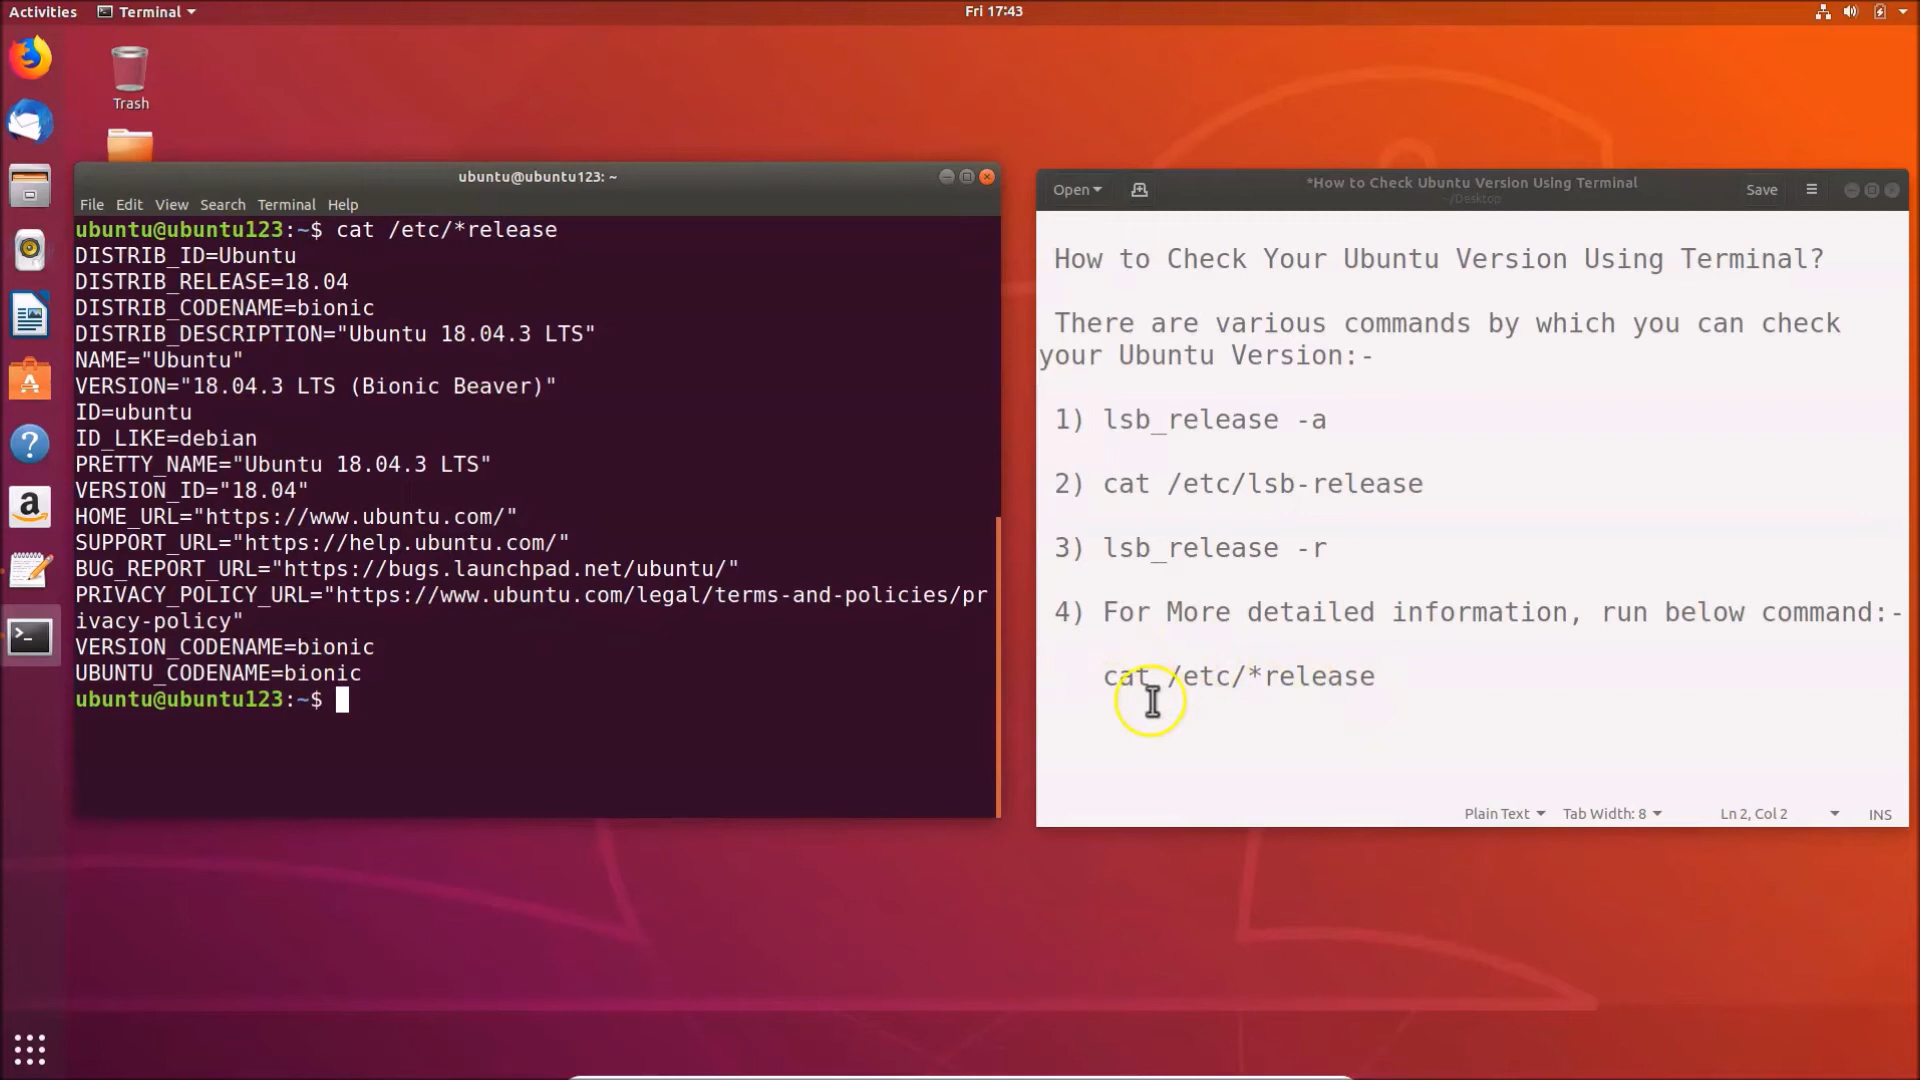 Activities
Terminal
Fri 17:43
Trash
ubuntu@ubuntu123: ~
File Edit View Search Terminal Help
ubuntu@ubuntu123:~$ cat /etc/*release
DISTRIB_ID=Ubuntu
DISTRIB_RELEASE=18.04
DISTRIB_CODENAME=bionic
DISTRIB_DESCRIPTION="Ubuntu 18.04.3 LTS"
NAME="Ubuntu"
VERSION="18.04.3 LTS (Bionic Beaver)"
ID=ubuntu
ID_LIKE=debian
PRETTY_NAME="Ubuntu 18.04.3 LTS"
VERSION_ID="18.04"
HOME_URL="https://www.ubuntu.com/"
SUPPORT_URL="https://help.ubuntu.com/"
BUG_REPORT_URL="https://bugs.launchpad.net/ubuntu/"
PRIVACY_POLICY_URL="https://www.ubuntu.com/legal/terms-and-policies/pr
ivacy-policy"
VERSION_CODENAME=bionic
UBUNTU_CODENAME=bionic
ubuntu@ubuntu123:~$
Open
*How to Check Ubuntu Version Using Terminal
~/Desktop
Save
How to Check Your Ubuntu Version Using Terminal?
There are various commands by which you can check
your Ubuntu Version:-
1) lsb_release -a
2) cat /etc/lsb-release
3) lsb_release -r
4) For More detailed information, run below command:-
cat /etc/*release
Plain Text
Tab Width: 8
Ln 2, Col 2
INS